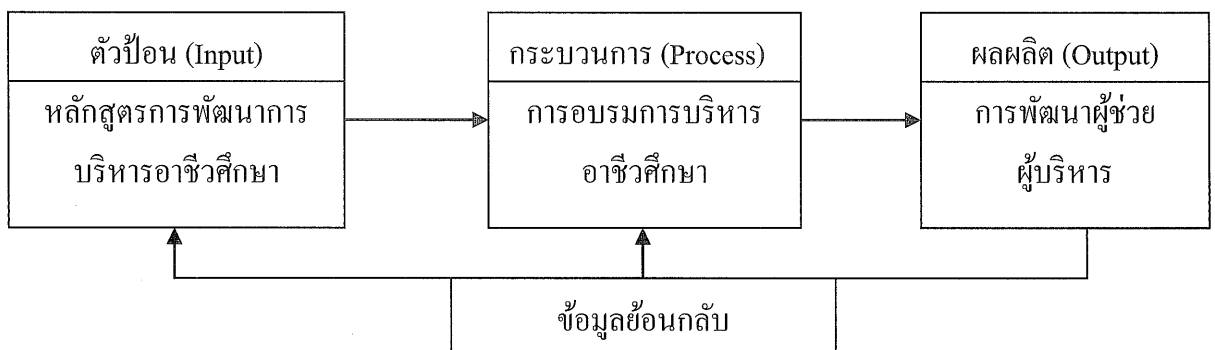 ตัวป้อน (Input)
หลักสูตรการพัฒนาการ
บริหารอาชีวศึกษา
กระบวนการ (Process)
การอบรมการบริหาร
อาชีวศึกษา
ผลผลิต (Output)
การพัฒนาผู้ช่วย
ผู้บริหาร
ข้อมูลย้อนกลับ